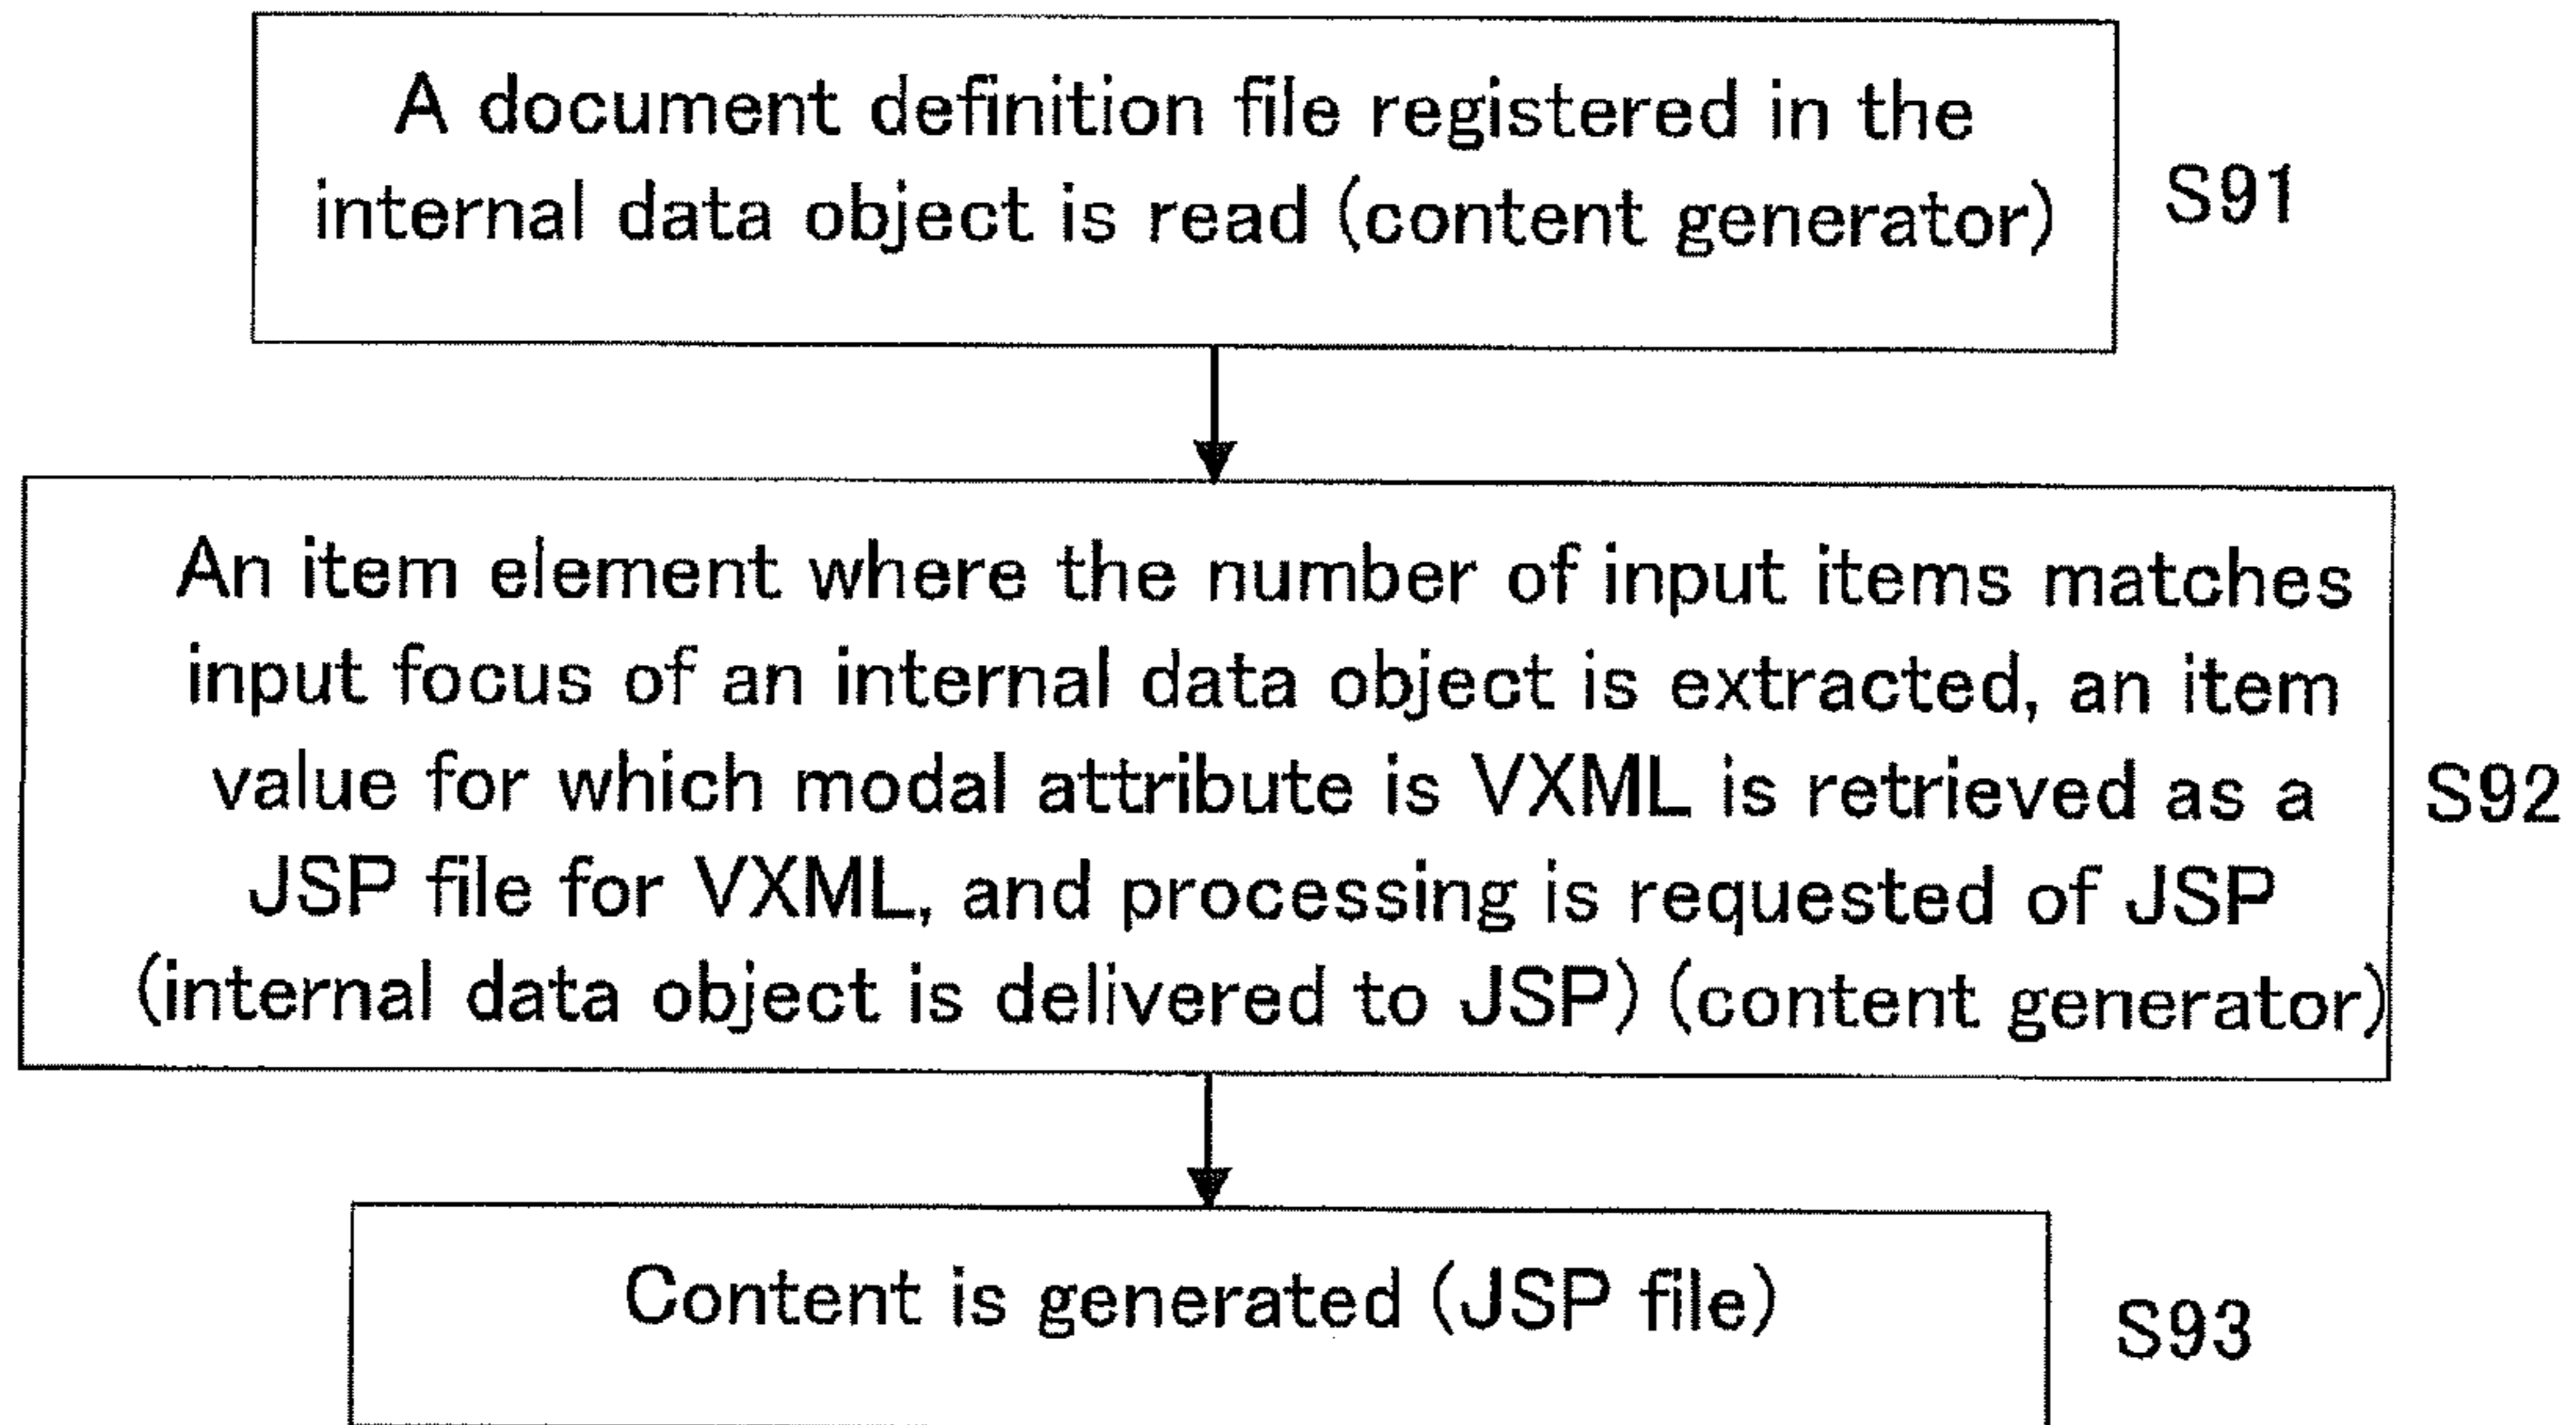 A document definition file registered in the
internal data object is read (content generator)
S91
An item element where the number of input items matches
input focus of an internal data object is extracted, an item
value for which modal attribute is VXML is retrieved as a
JSP file for VXML, and processing is requested of JSP
(internal data object is delivered to JSP) (content generator)
S92
Content is generated (JSP file)
S93